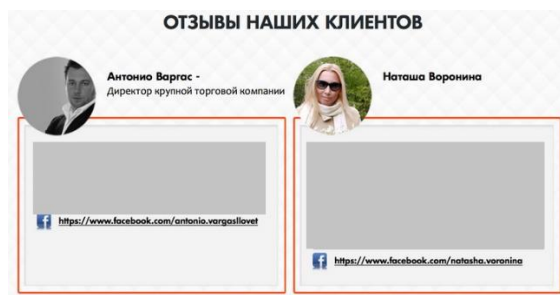 ОТЗЫВЫ НАШИХ КЛИЕНТОВ
Антонио Варгас -
Директор крупной торговой компании
https://www.facebook.com/antonio.vargasllovet
Наташа Воронина
https://www.facebook.com/natasha.voronina